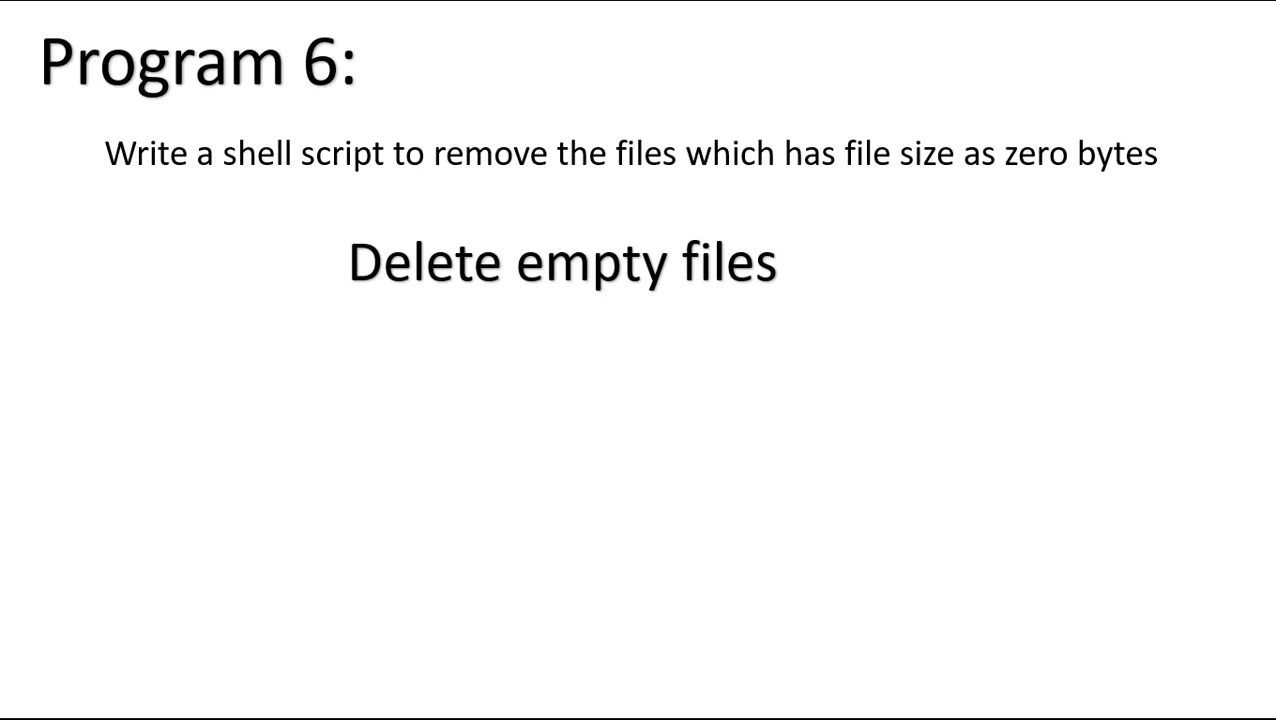 Program 6:
Write a shell script to remove the files which has file size as zero bytes
Delete empty files